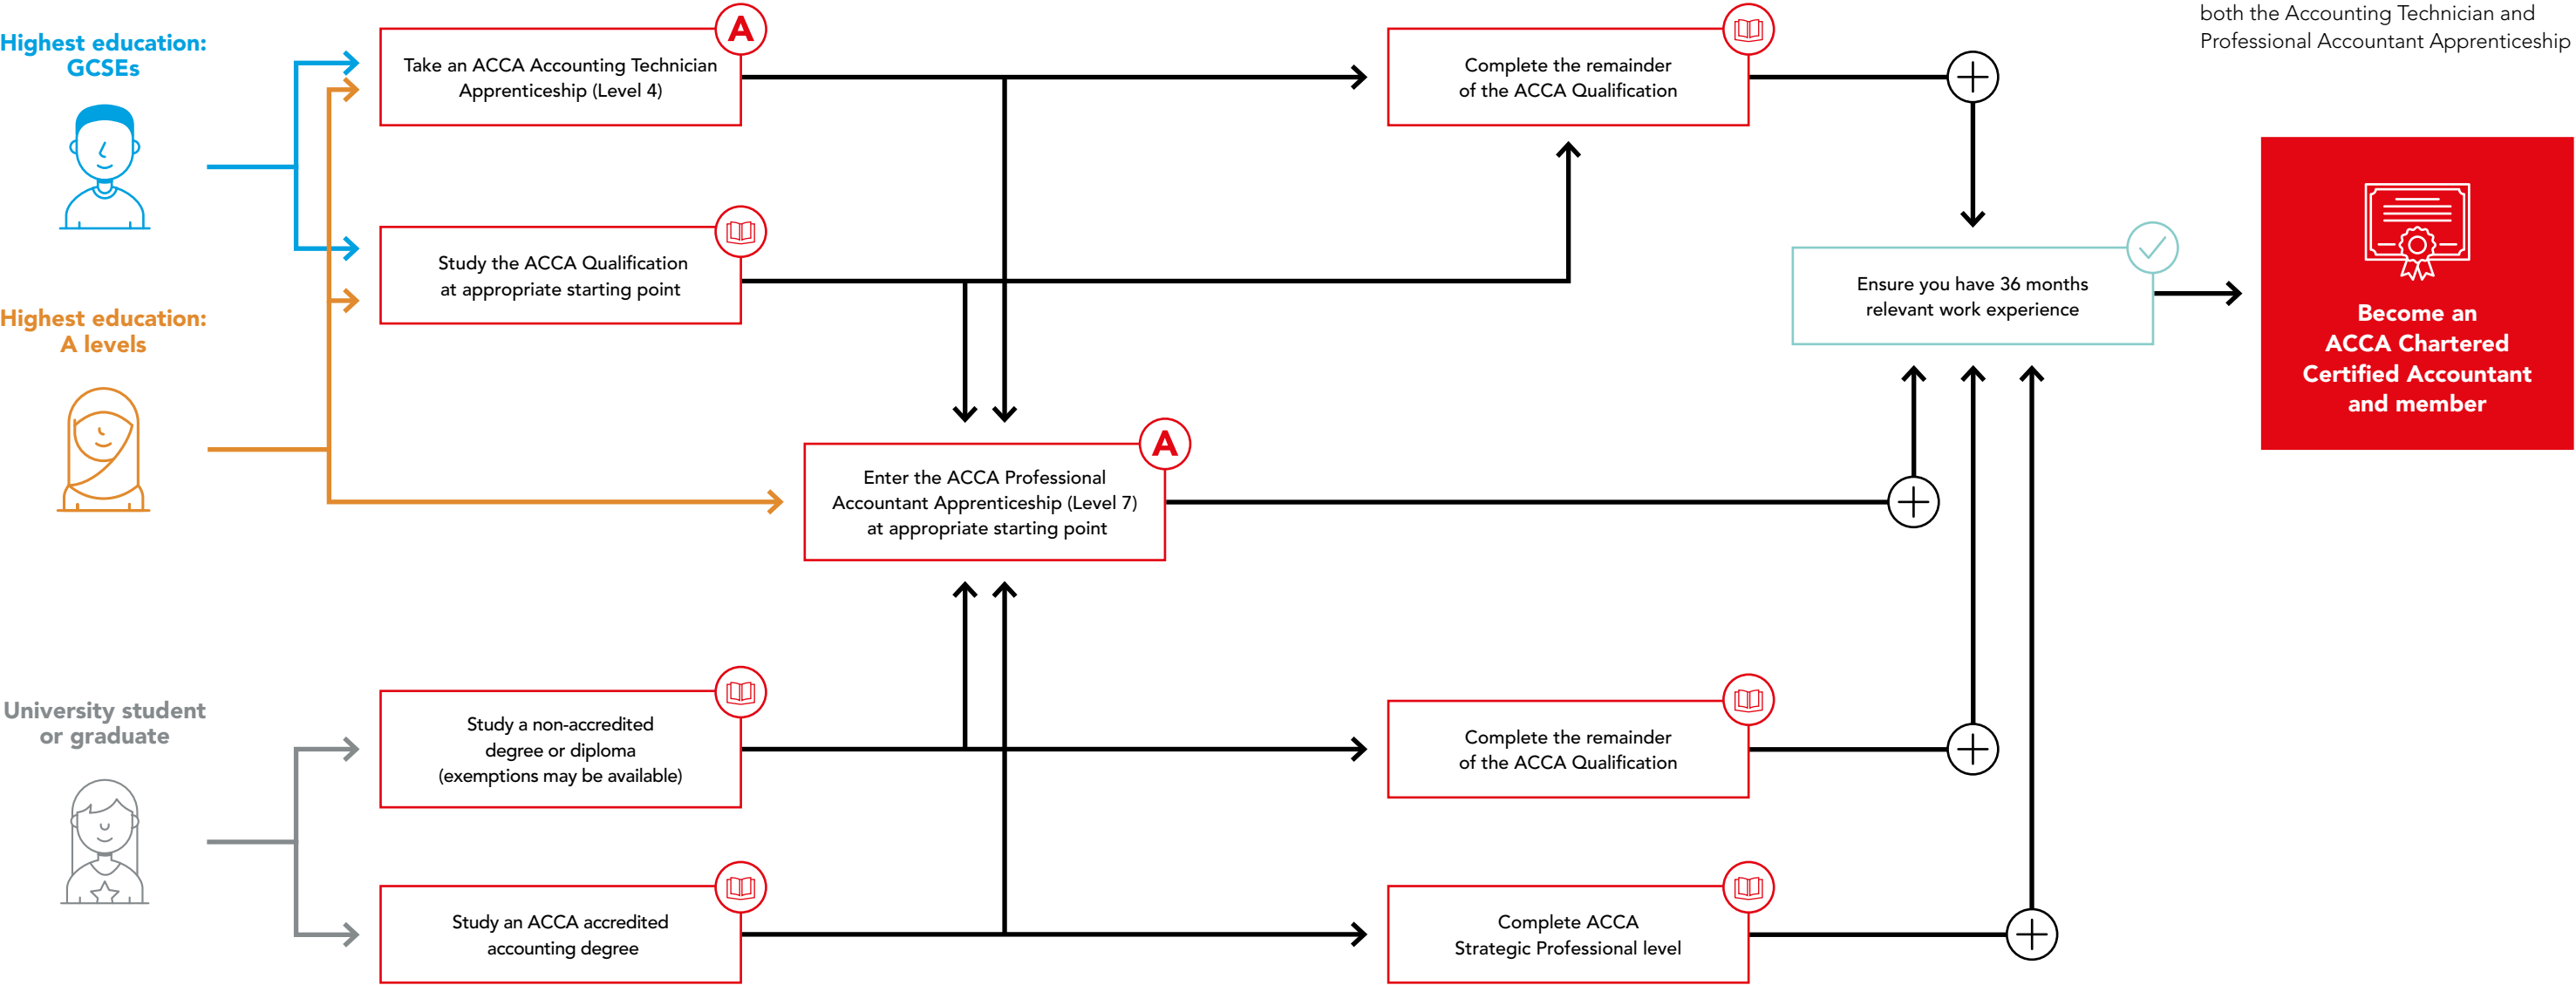 both the Accounting Technician and
Professional Accountant Apprenticeship
Highest education:
GCSEs
A
Take an ACCA Accounting Technician
Apprenticeship (Level 4)
Complete the remainder
of the ACCA Qualification
Study the ACCA Qualification
at appropriate starting point
Ensure you have 36 months
relevant work experience
Become an
ACCA Chartered
Certified Accountant
and member
Highest education:
A levels
A
Enter the ACCA Professional
Accountant Apprenticeship (Level 7)
at appropriate starting point
University student
or graduate
Study a non-accredited
degree or diploma
(exemptions may be available)
Complete the remainder
of the ACCA Qualification
Study an ACCA accredited
accounting degree
Complete ACCA
Strategic Professional level